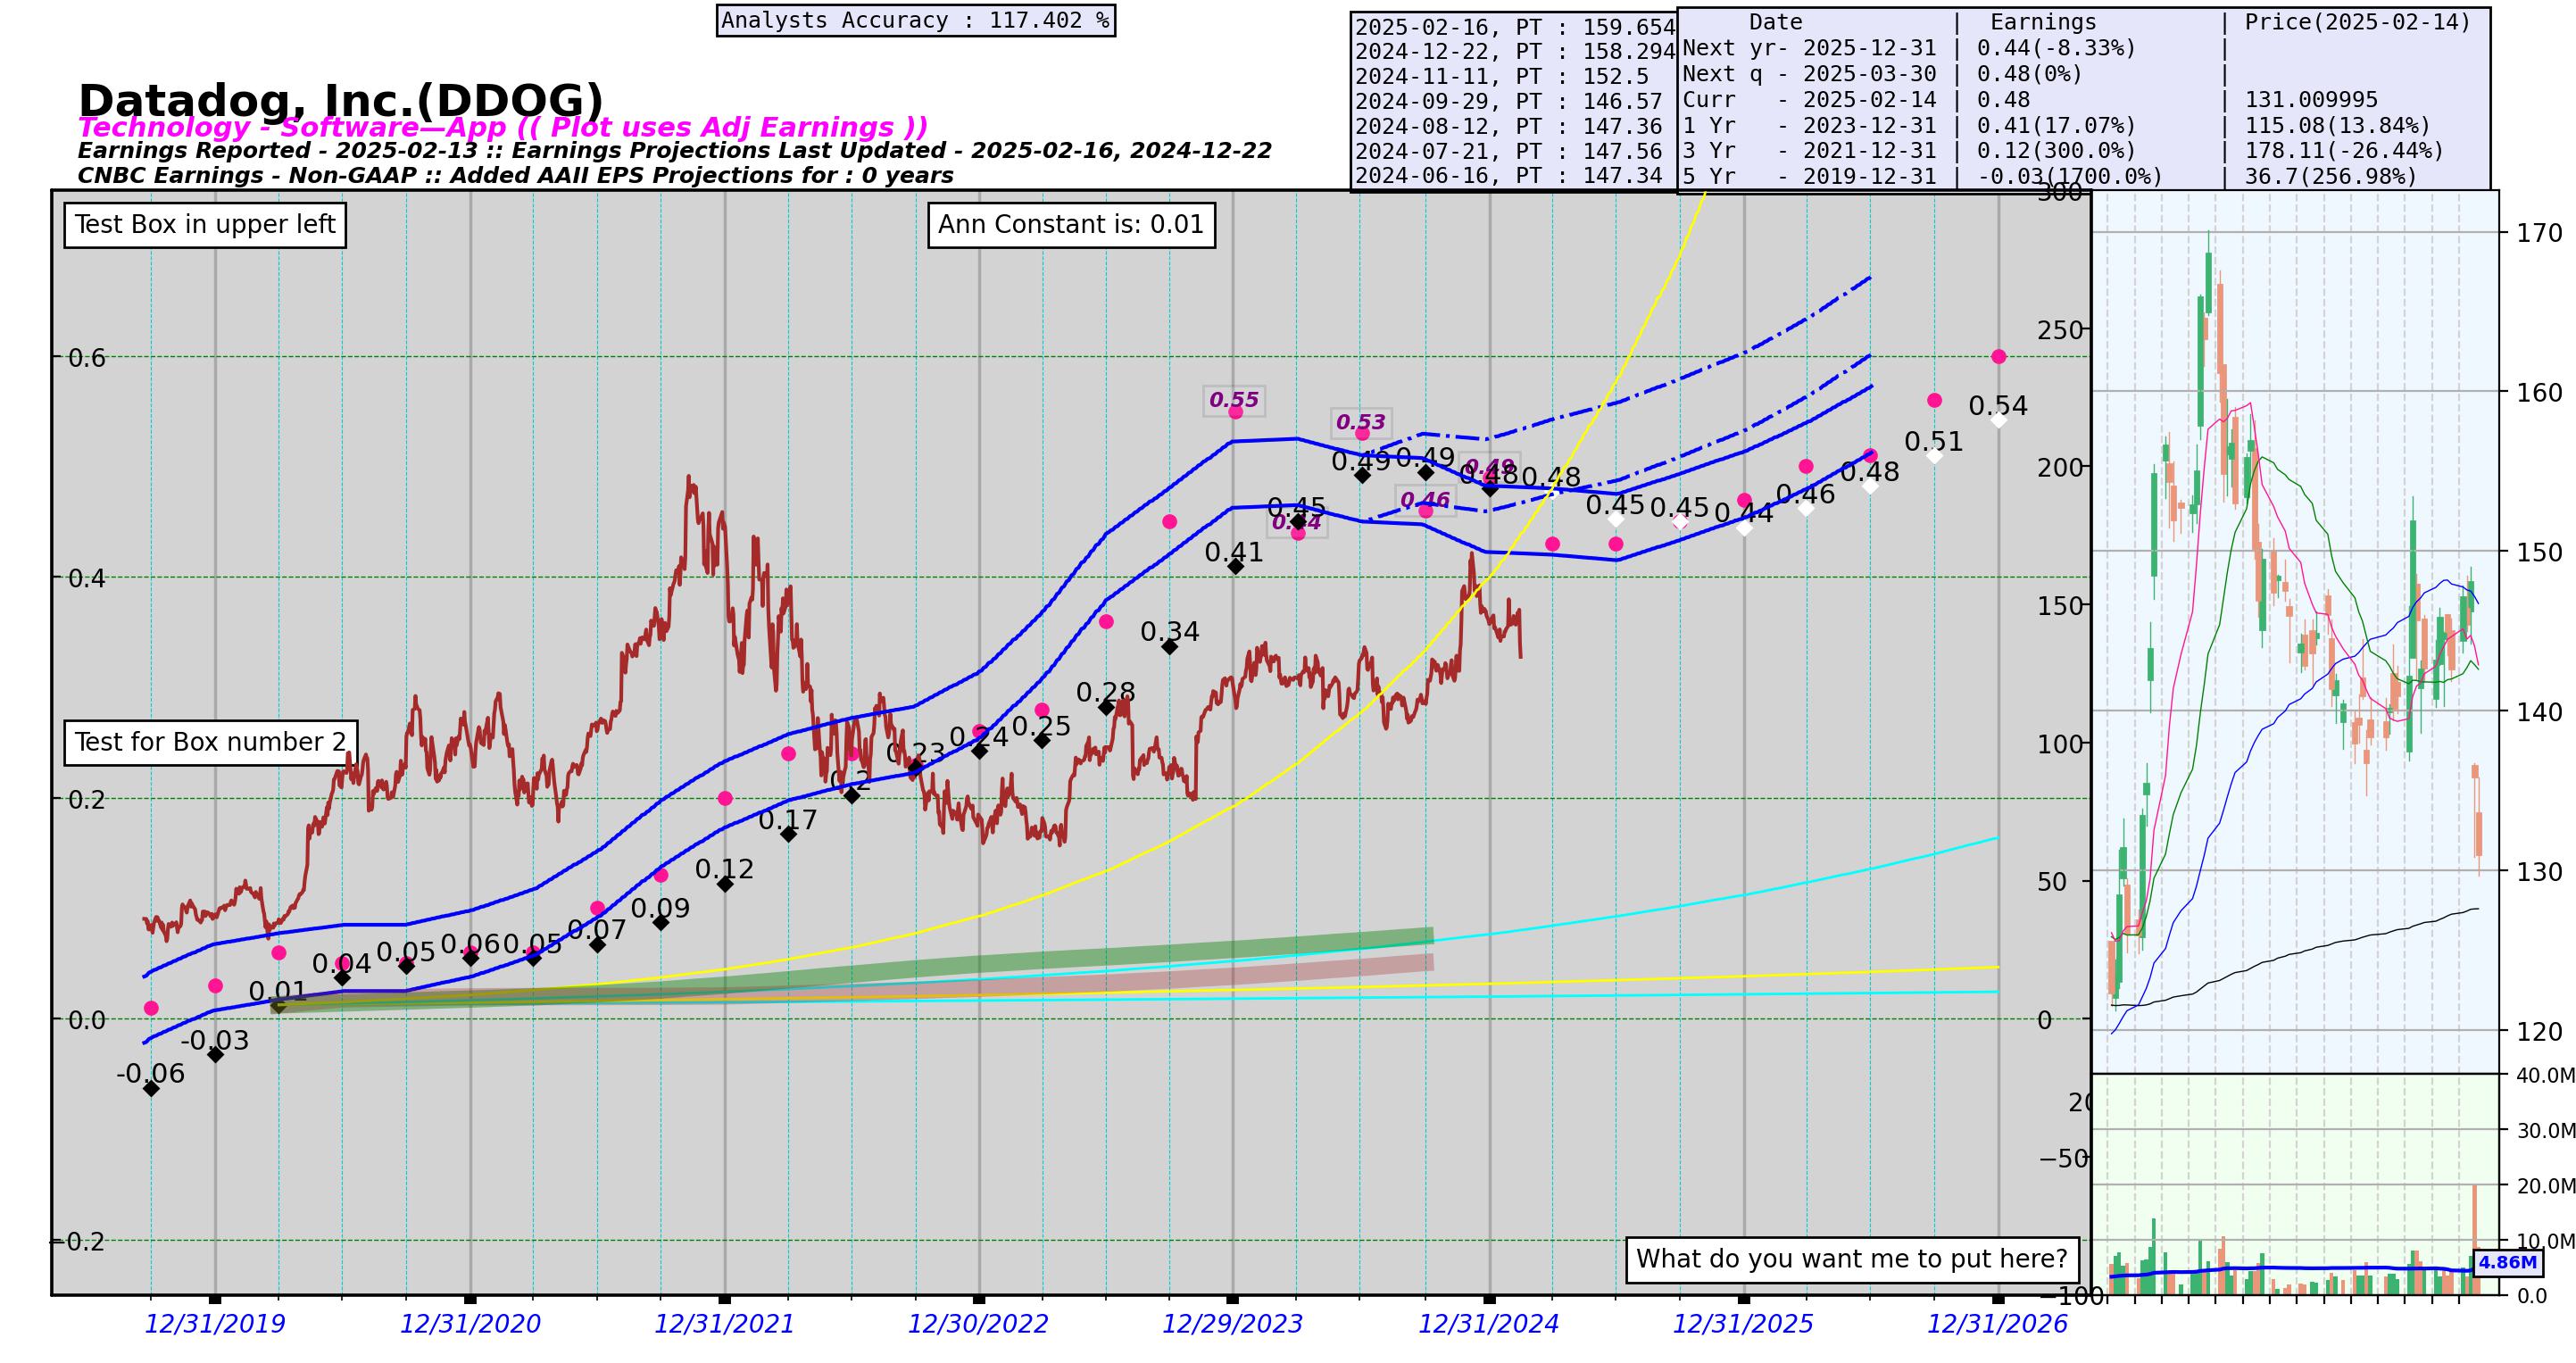 Analysts Accuracy : 117.402 %
2025-02-16, PT : 159.654
2024-12-22, PT : 158.294
2024-11-11, PT : 152.5
2024-09-29, PT : 146.57
2024-08-12, PT : 147.36
2024-07-21, PT : 147.56
2024-06-16, PT : 147.34
Date | Earnings | Price(2025-02-14)
Next yr- 2025-12-31 | 0.44(-8.33%) |
Next q - 2025-03-30 | 0.48(0%) |
Curr - 2025-02-14 | 0.48 | 131.009995
1 Yr - 2023-12-31 | 0.41(17.07%) | 115.08(13.84%)
3 Yr - 2021-12-31 | 0.12(300.0%) | 178.11(-26.44%)
5 Yr - 2019-12-31 | -0.03(1700.0%) | 36.7(256.98%)
Datadog, Inc.(DDOG)
Technology - Software—App (( Plot uses Adj Earnings ))
Earnings Reported - 2025-02-13 :: Earnings Projections Last Updated - 2025-02-16, 2024-12-22
CNBC Earnings - Non-GAAP :: Added AAII EPS Projections for : 0 years
Test Box in upper left
Ann Constant is: 0.01
Test for Box number 2
What do you want me to put here?
0.6
0.4
0.2
0.0
−0.2
-0.06
-0.03
0.01
0.04
0.05
0.06
0.05
0.07
0.09
0.12
0.17
0.2
0.23
0.24
0.25
0.28
0.34
0.41
0.45
0.49
0.49
0.48
0.48
0.45
0.45
0.44
0.46
0.48
0.51
0.54
0.55
0.44
0.53
0.46
0.49
300
250
200
150
100
50
0
−50
−100
20
170
160
150
140
130
120
40.0M
30.0M
20.0M
10.0M
4.86M
0.0
12/31/2019
12/31/2020
12/31/2021
12/30/2022
12/29/2023
12/31/2024
12/31/2025
12/31/2026